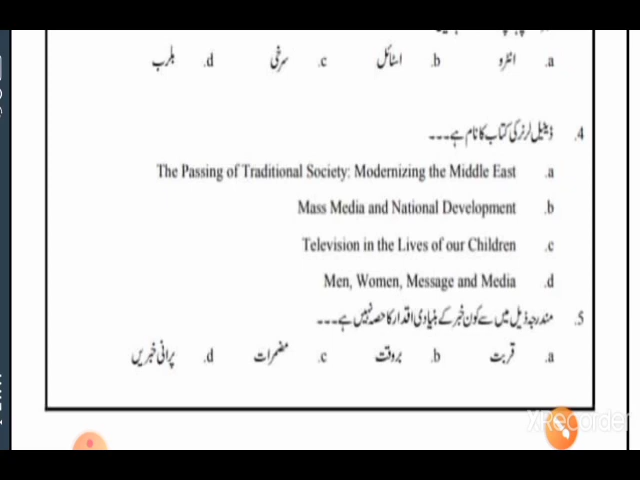 a. انٹرو b. اسٹائل c. سرخی d. بلرب
4. ڈینیل لرنر کی کتاب کا نام ہے۔۔۔
a. The Passing of Traditional Society: Modernizing the Middle East
b. Mass Media and National Development
c. Television in the Lives of our Children
d. Men, Women, Message and Media
5. مندرجہ ذیل میں سے کون خبر کے بنیادی اقدار کا حصہ نہیں ہے۔۔۔
a. قربت b. بروقت c. مضمرات d. پرانی خبریں
XRecorder